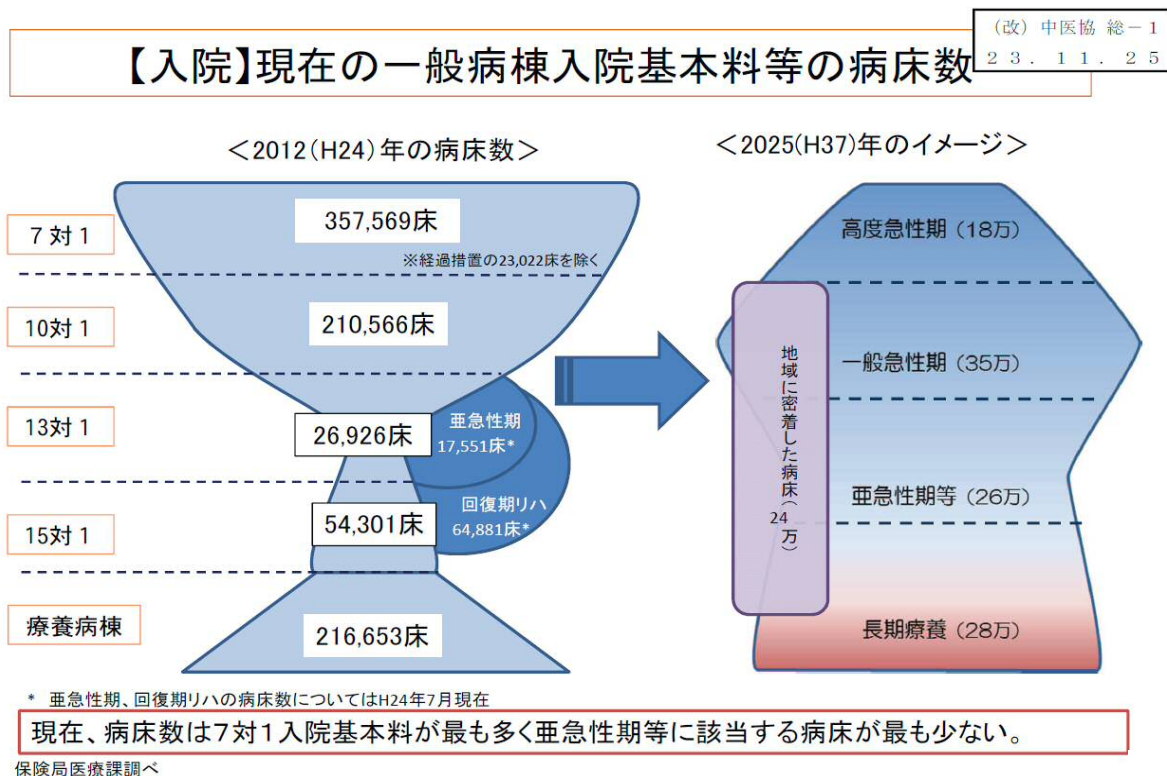 （改）中医協 総－1
23．11．25
【入院】現在の一般病棟入院基本料等の病床数
＜2012(H24)年の病床数＞
7対1
357,569床
※経過措置の23,022床を除く
10対1
210,566床
13対1
26,926床
亜急性期
17,551床*
回復期リハ
64,881床*
15対1
54,301床
療養病棟
216,653床
＜2025(H37)年のイメージ＞
高度急性期（18万）
一般急性期（35万）
亜急性期等（26万）
長期療養（28万）
地域に密着した病床（24万）
* 亜急性期、回復期リハの病床数についてはH24年7月現在
現在、病床数は7対1入院基本料が最も多く亜急性期等に該当する病床が最も少ない。
保険局医療課調べ